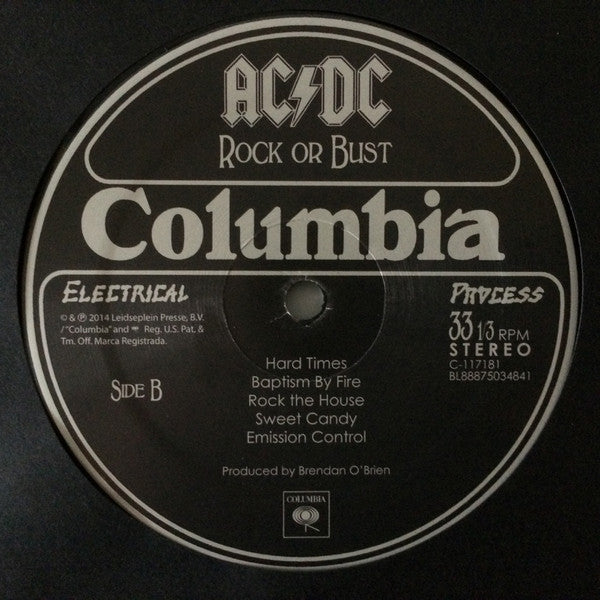 AC⚡DC
ROCK OR BUST
Columbia
ELECTRICAL
PROCESS
© & ℗ 2014 Leidseplein Presse, B.V.
/ "Columbia" and Reg. U.S. Pat. &
Tm. Off. Marca Registrada.
33 1/3 RPM
STEREO
C-117181
BL88875034841
SIDE B
Hard Times
Baptism By Fire
Rock the House
Sweet Candy
Emission Control
Produced by Brendan O'Brien
COLUMBIA